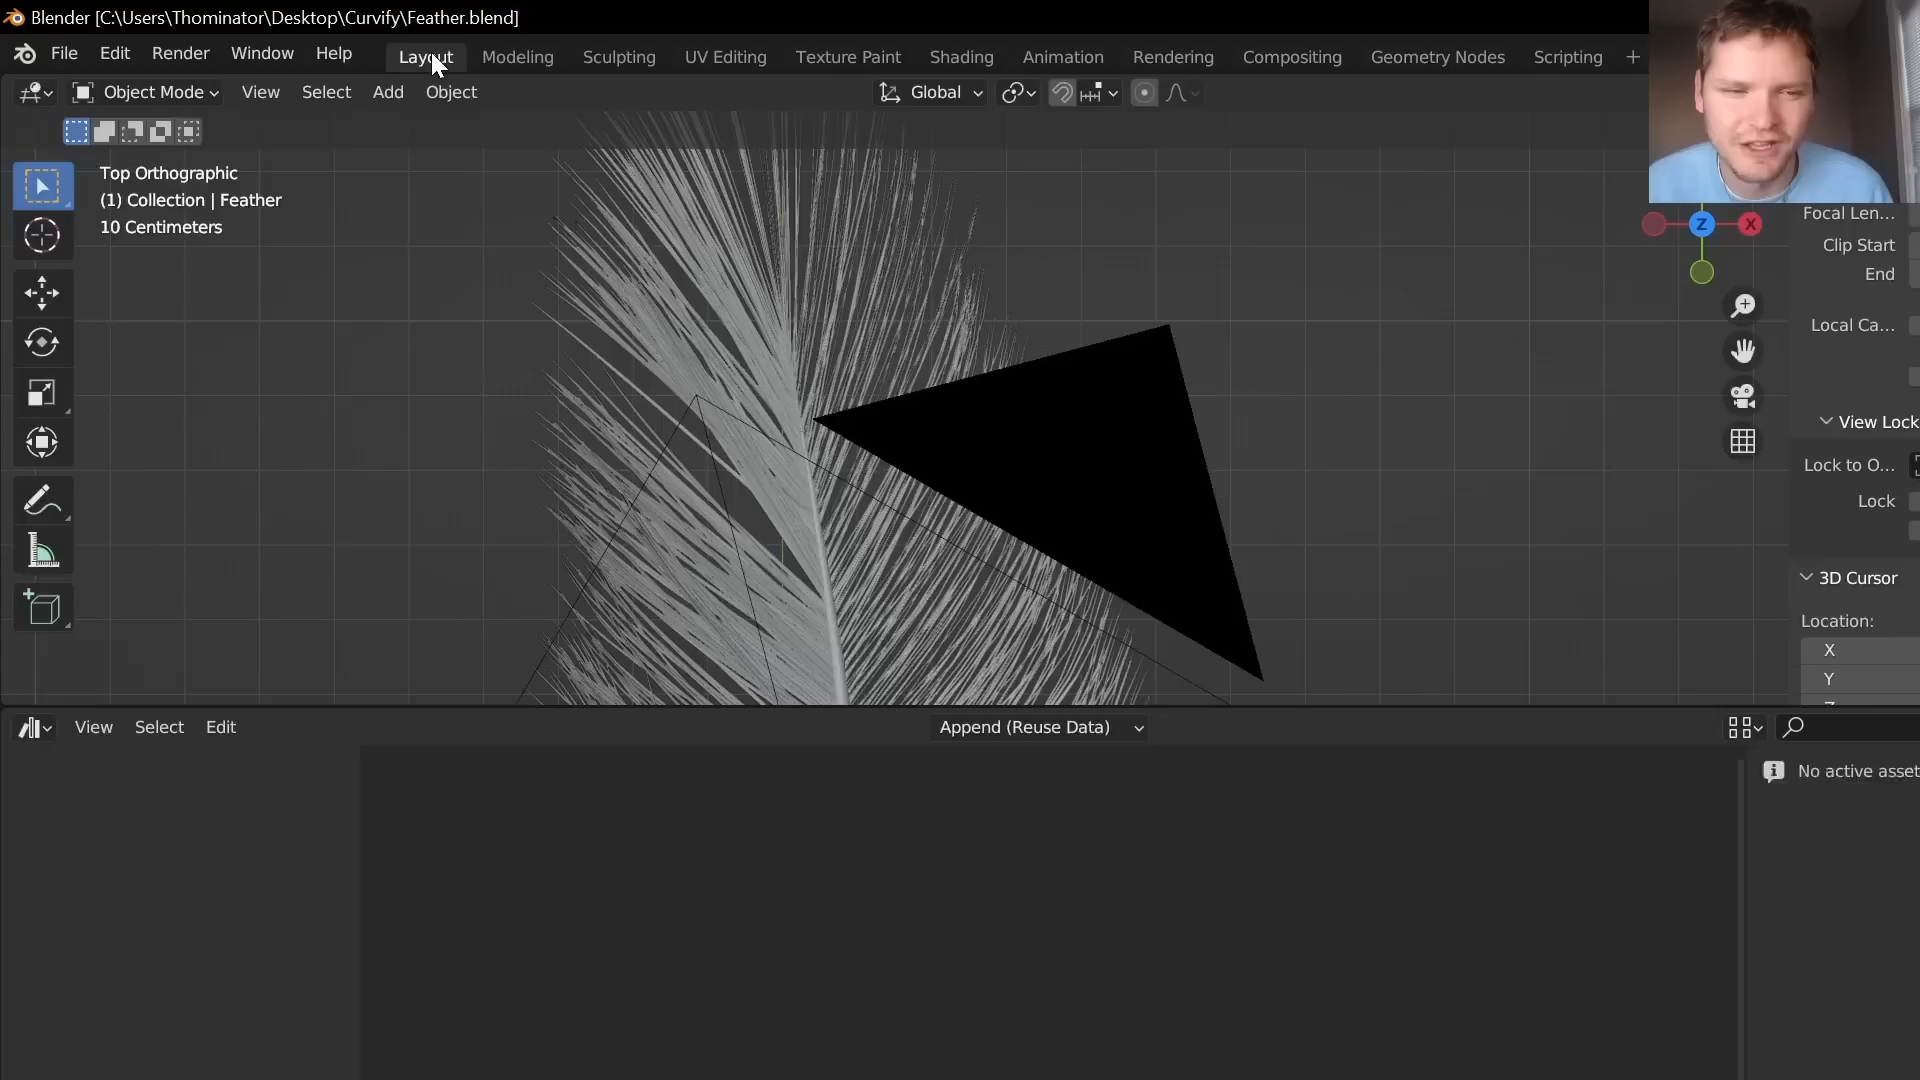 Blender [C:\Users\Thominator\Desktop\Curvify\Feather.blend]
File Edit Render Window Help Layout Modeling Sculpting UV Editing Texture Paint Shading Animation Rendering Compositing Geometry Nodes Scripting +
Object Mode View Select Add Object Global
Top Orthographic
(1) Collection | Feather
10 Centimeters
Z X
Focal Len...
Clip Start
End
Local Ca...
View Lock
Lock to O...
Lock
3D Cursor
Location:
X
Y
View Select Edit Append (Reuse Data)
No active asset